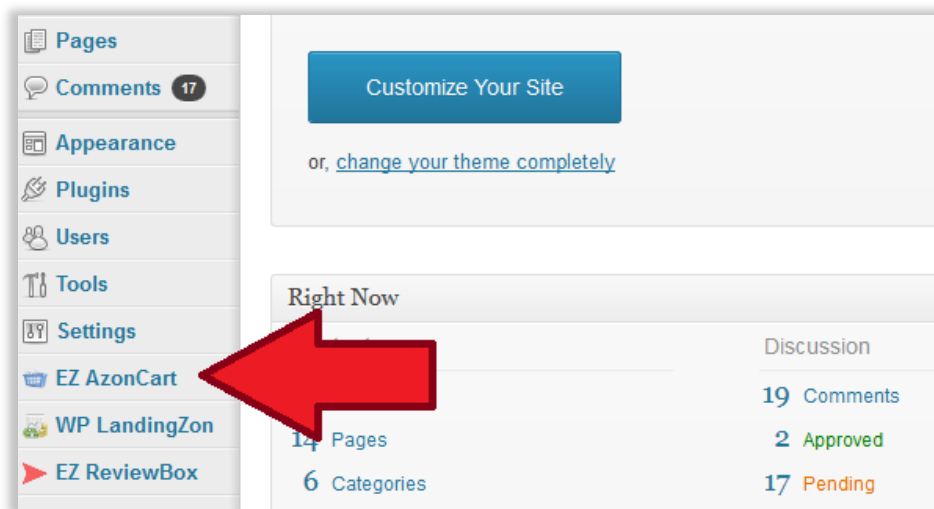 Pages
Comments 17
Appearance
Plugins
Users
Tools
Settings
EZ AzonCart
WP LandingZon
EZ ReviewBox
Customize Your Site
or, change your theme completely
Right Now
14 Pages
6 Categories
Discussion
19 Comments
2 Approved
17 Pending